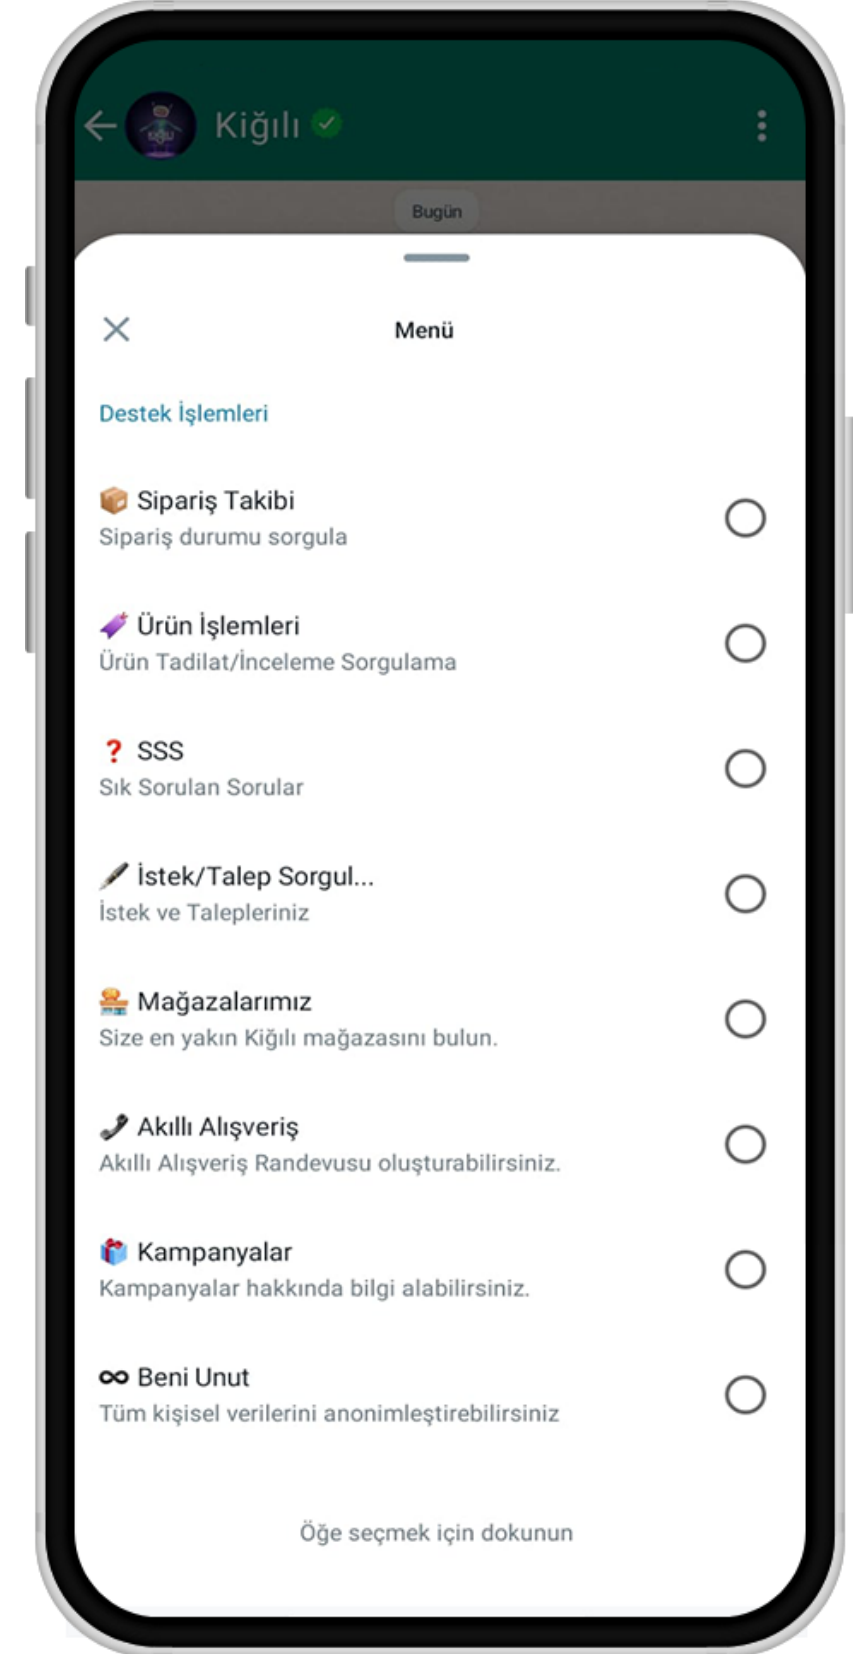 Kiğılı
Bugün
Menü
Destek İşlemleri
Sipariş Takibi
Sipariş durumu sorgula
Ürün İşlemleri
Ürün Tadilat/İnceleme Sorgulama
SSS
Sık Sorulan Sorular
İstek/Talep Sorgul...
İstek ve Talepleriniz
Mağazalarımız
Size en yakın Kiğılı mağazasını bulun.
Akıllı Alışveriş
Akıllı Alışveriş Randevusu oluşturabilirsiniz.
Kampanyalar
Kampanyalar hakkında bilgi alabilirsiniz.
Beni Unut
Tüm kişisel verilerini anonimleştirebilirsiniz
Öğe seçmek için dokunun